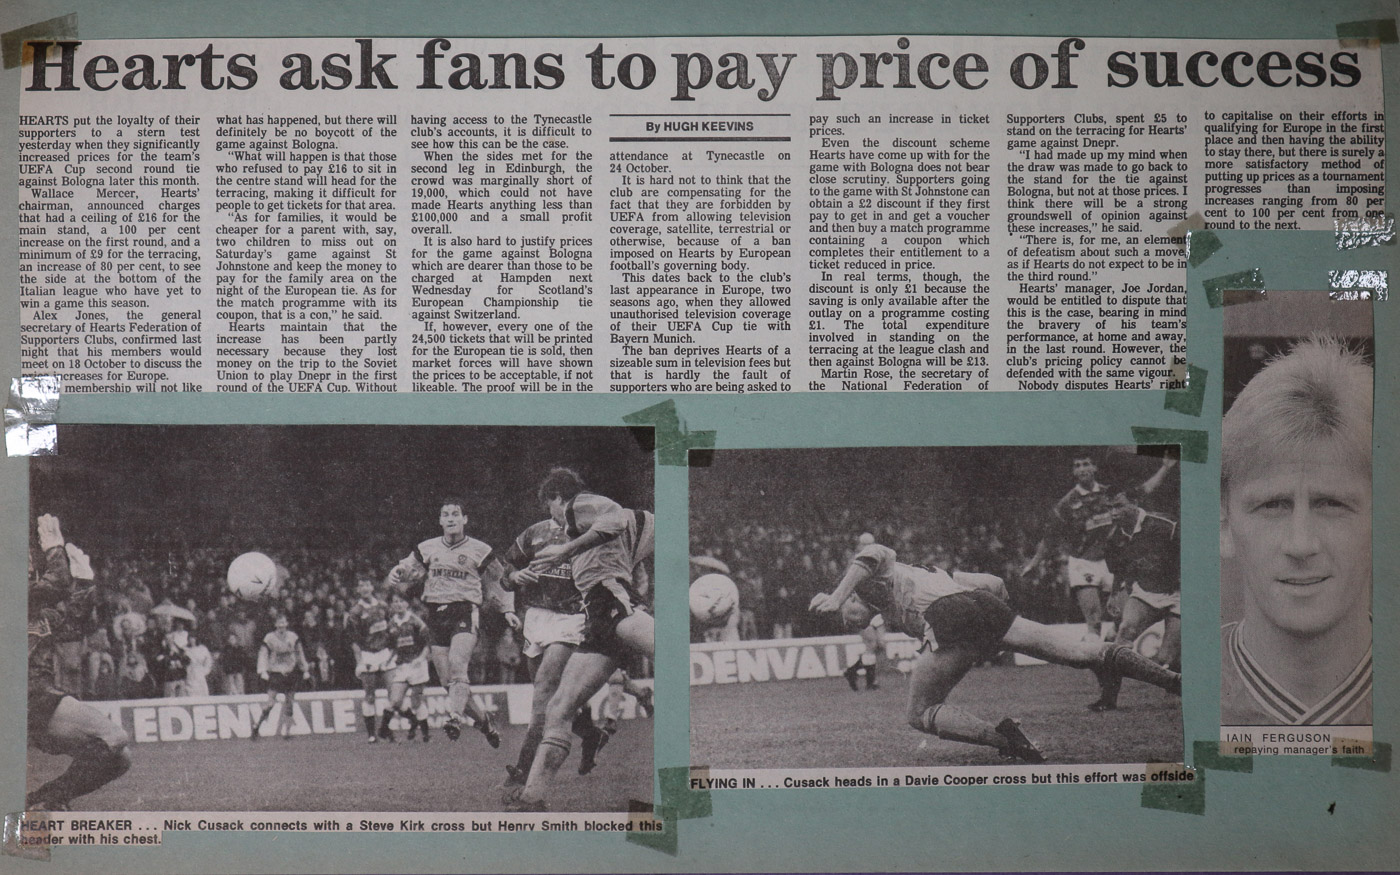 Hearts ask fans to pay price of success
HEARTS put the loyalty of their
supporters to a stern test
yesterday when they significantly
increased prices for the team's
UEFA Cup second round tie
against Bologna later this month.
Wallace Mercer, Hearts'
chairman, announced charges
that had a ceiling of £16 for the
main stand, a 100 per cent
increase on the first round, and a
minimum of £9 for the terracing,
an increase of 80 per cent, to see
the side at the bottom of the
Italian league who have yet to
win a game this season.
Alex Jones, the general
secretary of Hearts Federation of
Supporters Clubs, confirmed last
night that his members would
meet on 18 October to discuss the
increases for Europe.
membership will not like
what has happened, but there will
definitely be no boycott of the
game against Bologna.
"What will happen is that those
who refused to pay £16 to sit in
the centre stand will head for the
terracing, making it difficult for
people to get tickets for that area.
"As for families, it would be
cheaper for a parent with, say,
two children to miss out on
Saturday's game against St
Johnstone and keep the money to
pay for the family area on the
night of the European tie. As for
the match programme with its
coupon, that is a con," he said.
Hearts maintain that the
increase has been partly
necessary because they lost
money on the trip to the Soviet
Union to play Dnepr in the first
round of the UEFA Cup. Without
having access to the Tynecastle
club's accounts, it is difficult to
see how this can be the case.
When the sides met for the
second leg in Edinburgh, the
crowd was marginally short of
19,000, which could not have
made Hearts anything less than
£100,000 and a small profit
overall.
It is also hard to justify prices
for the game against Bologna
which are dearer than those to be
charged at Hampden next
Wednesday for Scotland's
European Championship tie
against Switzerland.
If, however, every one of the
24,500 tickets that will be printed
for the European tie is sold, then
market forces will have shown
the prices to be acceptable, if not
likeable. The proof will be in the
By HUGH KEEVINS
attendance at Tynecastle on
24 October.
It is hard not to think that the
club are compensating for the
fact that they are forbidden by
UEFA from allowing television
coverage, satellite, terrestrial or
otherwise, because of a ban
imposed on Hearts by European
football's governing body.
This dates back to the club's
last appearance in Europe, two
seasons ago, when they allowed
unauthorised television coverage
of their UEFA Cup tie with
Bayern Munich.
The ban deprives Hearts of a
sizeable sum in television fees but
that is hardly the fault of
supporters who are being asked to
pay such an increase in ticket
prices.
Even the discount scheme
Hearts have come up with for the
game with Bologna does not bear
close scrutiny. Supporters going
to the game with St Johnstone can
obtain a £2 discount if they first
pay to get in and get a voucher
and then buy a match programme
containing a coupon which
completes their entitlement to a
ticket reduced in price.
In real terms, though, the
discount is only £1 because the
saving is only available after the
outlay on a programme costing
£1. The total expenditure
involved in standing on the
terracing at the league clash and
then against Bologna will be £13.
Martin Rose, the secretary of
the National Federation of
Supporters Clubs, spent £5 to
stand on the terracing for Hearts'
game against Dnepr.
"I had made up my mind when
the draw was made to go back to
the stand for the tie against
Bologna, but not at those prices. I
think there will be a strong
groundswell of opinion against
these increases," he said.
"There is, for me, an element
of defeatism about such a move,
as if Hearts do not expect to be in
the third round."
Hearts' manager, Joe Jordan,
would be entitled to dispute that
this is the case, bearing in mind
the bravery of his team's
performance, at home and away,
in the last round. However, the
club's pricing policy cannot be
defended with the same vigour.
Nobody disputes Hearts' right
to capitalise on their efforts in
qualifying for Europe in the first
place and then having the ability
to stay there, but there is surely a
more satisfactory method of
putting up prices as a tournament
progresses than imposing
increases ranging from 80 per
cent to 100 per cent from one
round to the next.
EDENVALE
EDENVALE
HEART BREAKER ... Nick Cusack connects with a Steve Kirk cross but Henry Smith blocked this
header with his chest.
FLYING IN ... Cusack heads in a Davie Cooper cross but this effort was offside
IAIN FERGUSON
repaying manager's faith